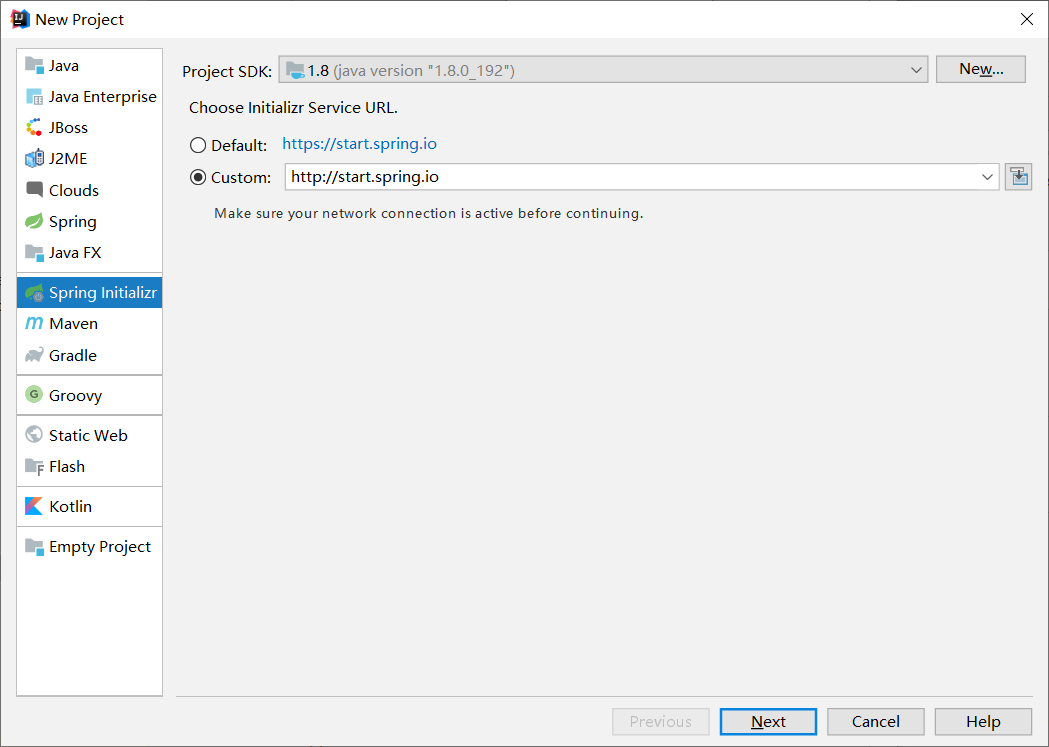 New Project
Java
Java Enterprise
JBoss
J2ME
Clouds
Spring
Java FX
Spring Initializr
Maven
Gradle
Groovy
Static Web
Flash
Kotlin
Empty Project
Project SDK: 1.8 (java version "1.8.0_192") New...
Choose Initializr Service URL.
Default: https://start.spring.io
Custom: http://start.spring.io
Make sure your network connection is active before continuing.
Previous Next Cancel Help